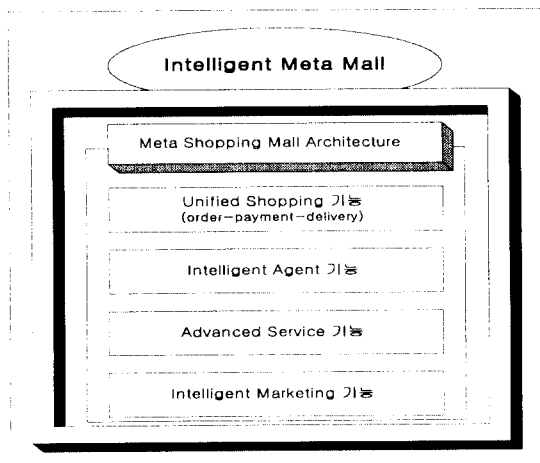 Intelligent Meta Mall
Meta Shopping Mall Architecture
Unified Shopping 기능
(order-payment-delivery)
Intelligent Agent 기능
Advanced Service 기능
Intelligent Marketing 기능